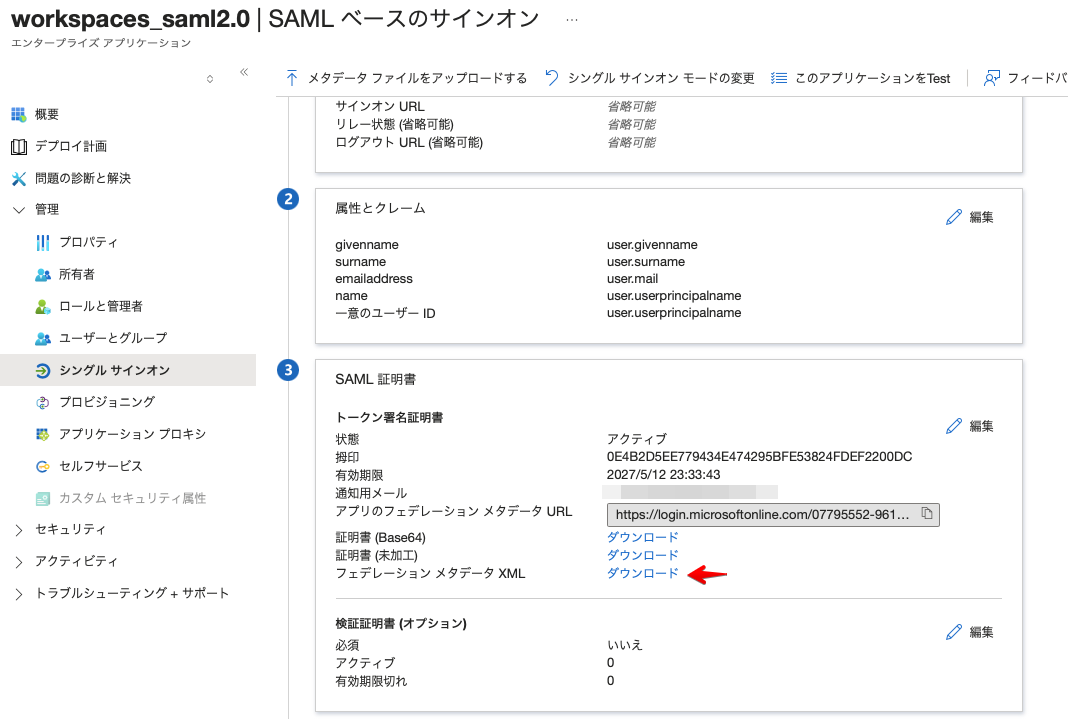 workspaces_saml2.0 | SAML ベースのサインオン …
エンタープライズ アプリケーション
メタデータ ファイルをアップロードする シングル サインオン モードの変更 このアプリケーションをTest フィードバ
概要
デプロイ計画
問題の診断と解決
管理
プロパティ
所有者
ロールと管理者
ユーザーとグループ
シングル サインオン
プロビジョニング
アプリケーション プロキシ
セルフサービス
カスタム セキュリティ属性
セキュリティ
アクティビティ
トラブルシューティング + サポート
サインオン URL 省略可能
リレー状態 (省略可能) 省略可能
ログアウト URL (省略可能) 省略可能
2
属性とクレーム
編集
givenname user.givenname
surname user.surname
emailaddress user.mail
name user.userprincipalname
一意のユーザー ID user.userprincipalname
3
SAML 証明書
トークン署名証明書
編集
状態 アクティブ
拇印 0E4B2D5EE779434E474295BFE53824FDEF2200DC
有効期限 2027/5/12 23:33:43
通知用メール
アプリのフェデレーション メタデータ URL https://login.microsoftonline.com/07795552-961...
証明書 (Base64) ダウンロード
証明書 (未加工) ダウンロード
フェデレーション メタデータ XML ダウンロード
検証証明書 (オプション)
編集
必須 いいえ
アクティブ 0
有効期限切れ 0